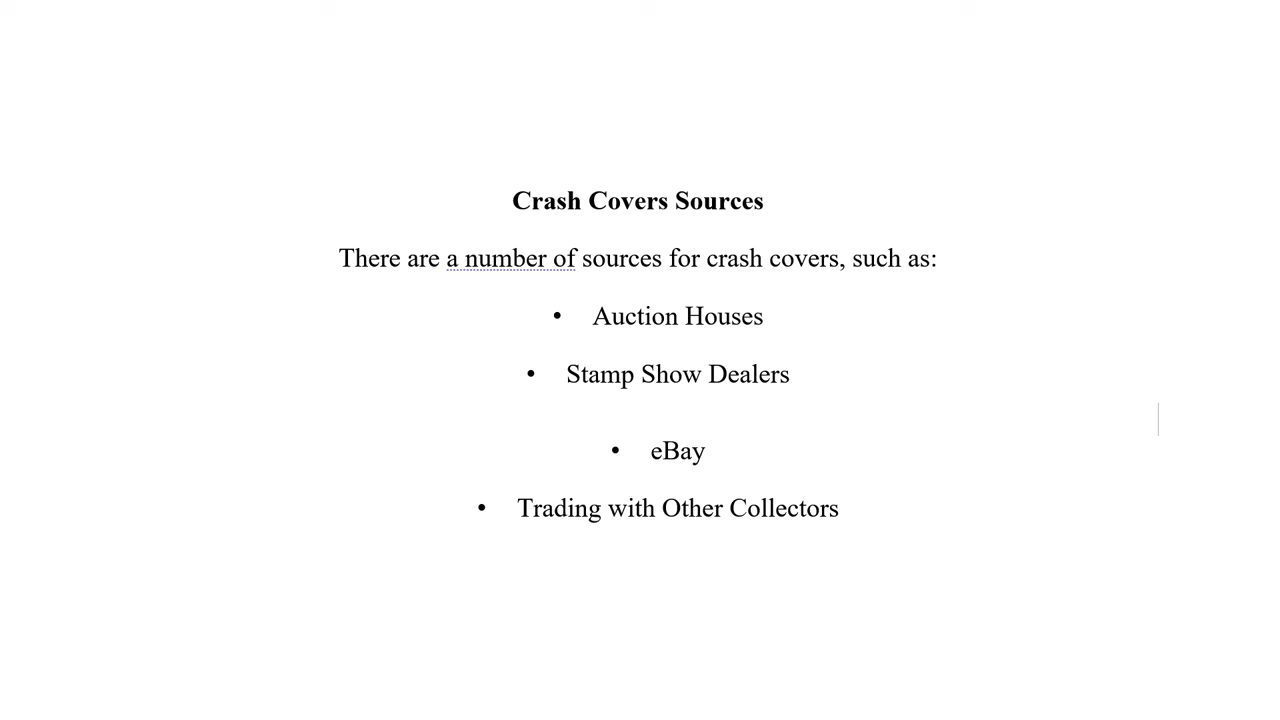 Crash Covers Sources
There are a number of sources for crash covers, such as:
• Auction Houses
• Stamp Show Dealers
• eBay
• Trading with Other Collectors